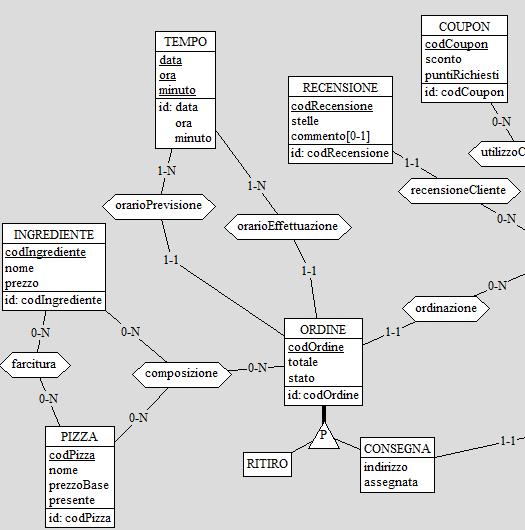 TEMPO
data
ora
minuto
id: data
ora
minuto
COUPON
codCoupon
sconto
puntiRichiesti
id: codCoupon
RECENSIONE
codRecensione
stelle
commento[0-1]
id: codRecensione
0-N
utilizzoC
1-N
1-N
1-1
recensioneCliente
orarioPrevisione
orarioEffettuazione
0-N
INGREDIENTE
codIngrediente
nome
prezzo
id: codIngrediente
1-1
1-1
0-N
ordinazione
0-N
0-N
1-1
ORDINE
codOrdine
totale
stato
id: codOrdine
farcitura
composizione
0-N
0-N
0-N
PIZZA
codPizza
nome
prezzoBase
presente
id: codPizza
P
RITIRO
CONSEGNA
indirizzo
assegnata
1-1